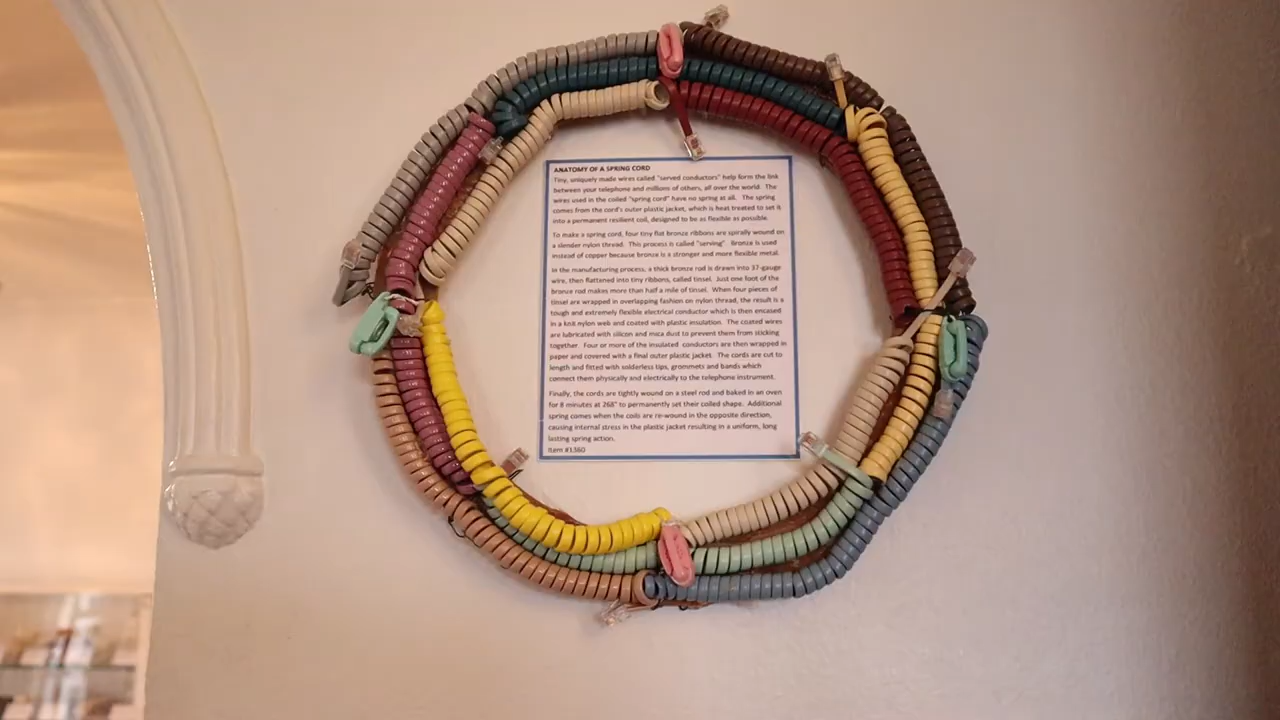 ANATOMY OF A SPRING CORD
Tiny, uniquely made wires called "served conductors" help form the link
between your telephone and millions of others, all over the world. The
wires used in the coiled "spring cord" have no spring at all. The spring
comes from the cord's outer plastic jacket, which is heat treated to set it
into a permanent resilient coil, designed to be as flexible as possible.
To make a spring cord, four tiny flat bronze ribbons are spirally wound on
a slender nylon thread. This process is called "serving". Bronze is used
instead of copper because bronze is a stronger and more flexible metal.
In the manufacturing process, a thick bronze rod is drawn into 37-gauge
wire, then flattened into tiny ribbons, called tinsel. Just one foot of the
bronze rod makes more than half a mile of tinsel. When four pieces of
tinsel are wrapped in overlapping fashion on nylon thread, the result is a
tough and extremely flexible electrical conductor which is then encased
in a knit nylon web and coated with plastic insulation. The coated wires
are lubricated with silicon and mica dust to prevent them from sticking
together. Four or more of the insulated conductors are then wrapped in
paper and covered with a final outer plastic jacket. The cords are cut to
length and fitted with solderless tips, grommets and bands which
connect them physically and electrically to the telephone instrument.
Finally, the cords are tightly wound on a steel rod and baked in an oven
for 8 minutes at 268° to permanently set their coiled shape. Additional
spring comes when the coils are re-wound in the opposite direction,
causing internal stress in the plastic jacket resulting in a uniform, long
lasting spring action.
Item #1360